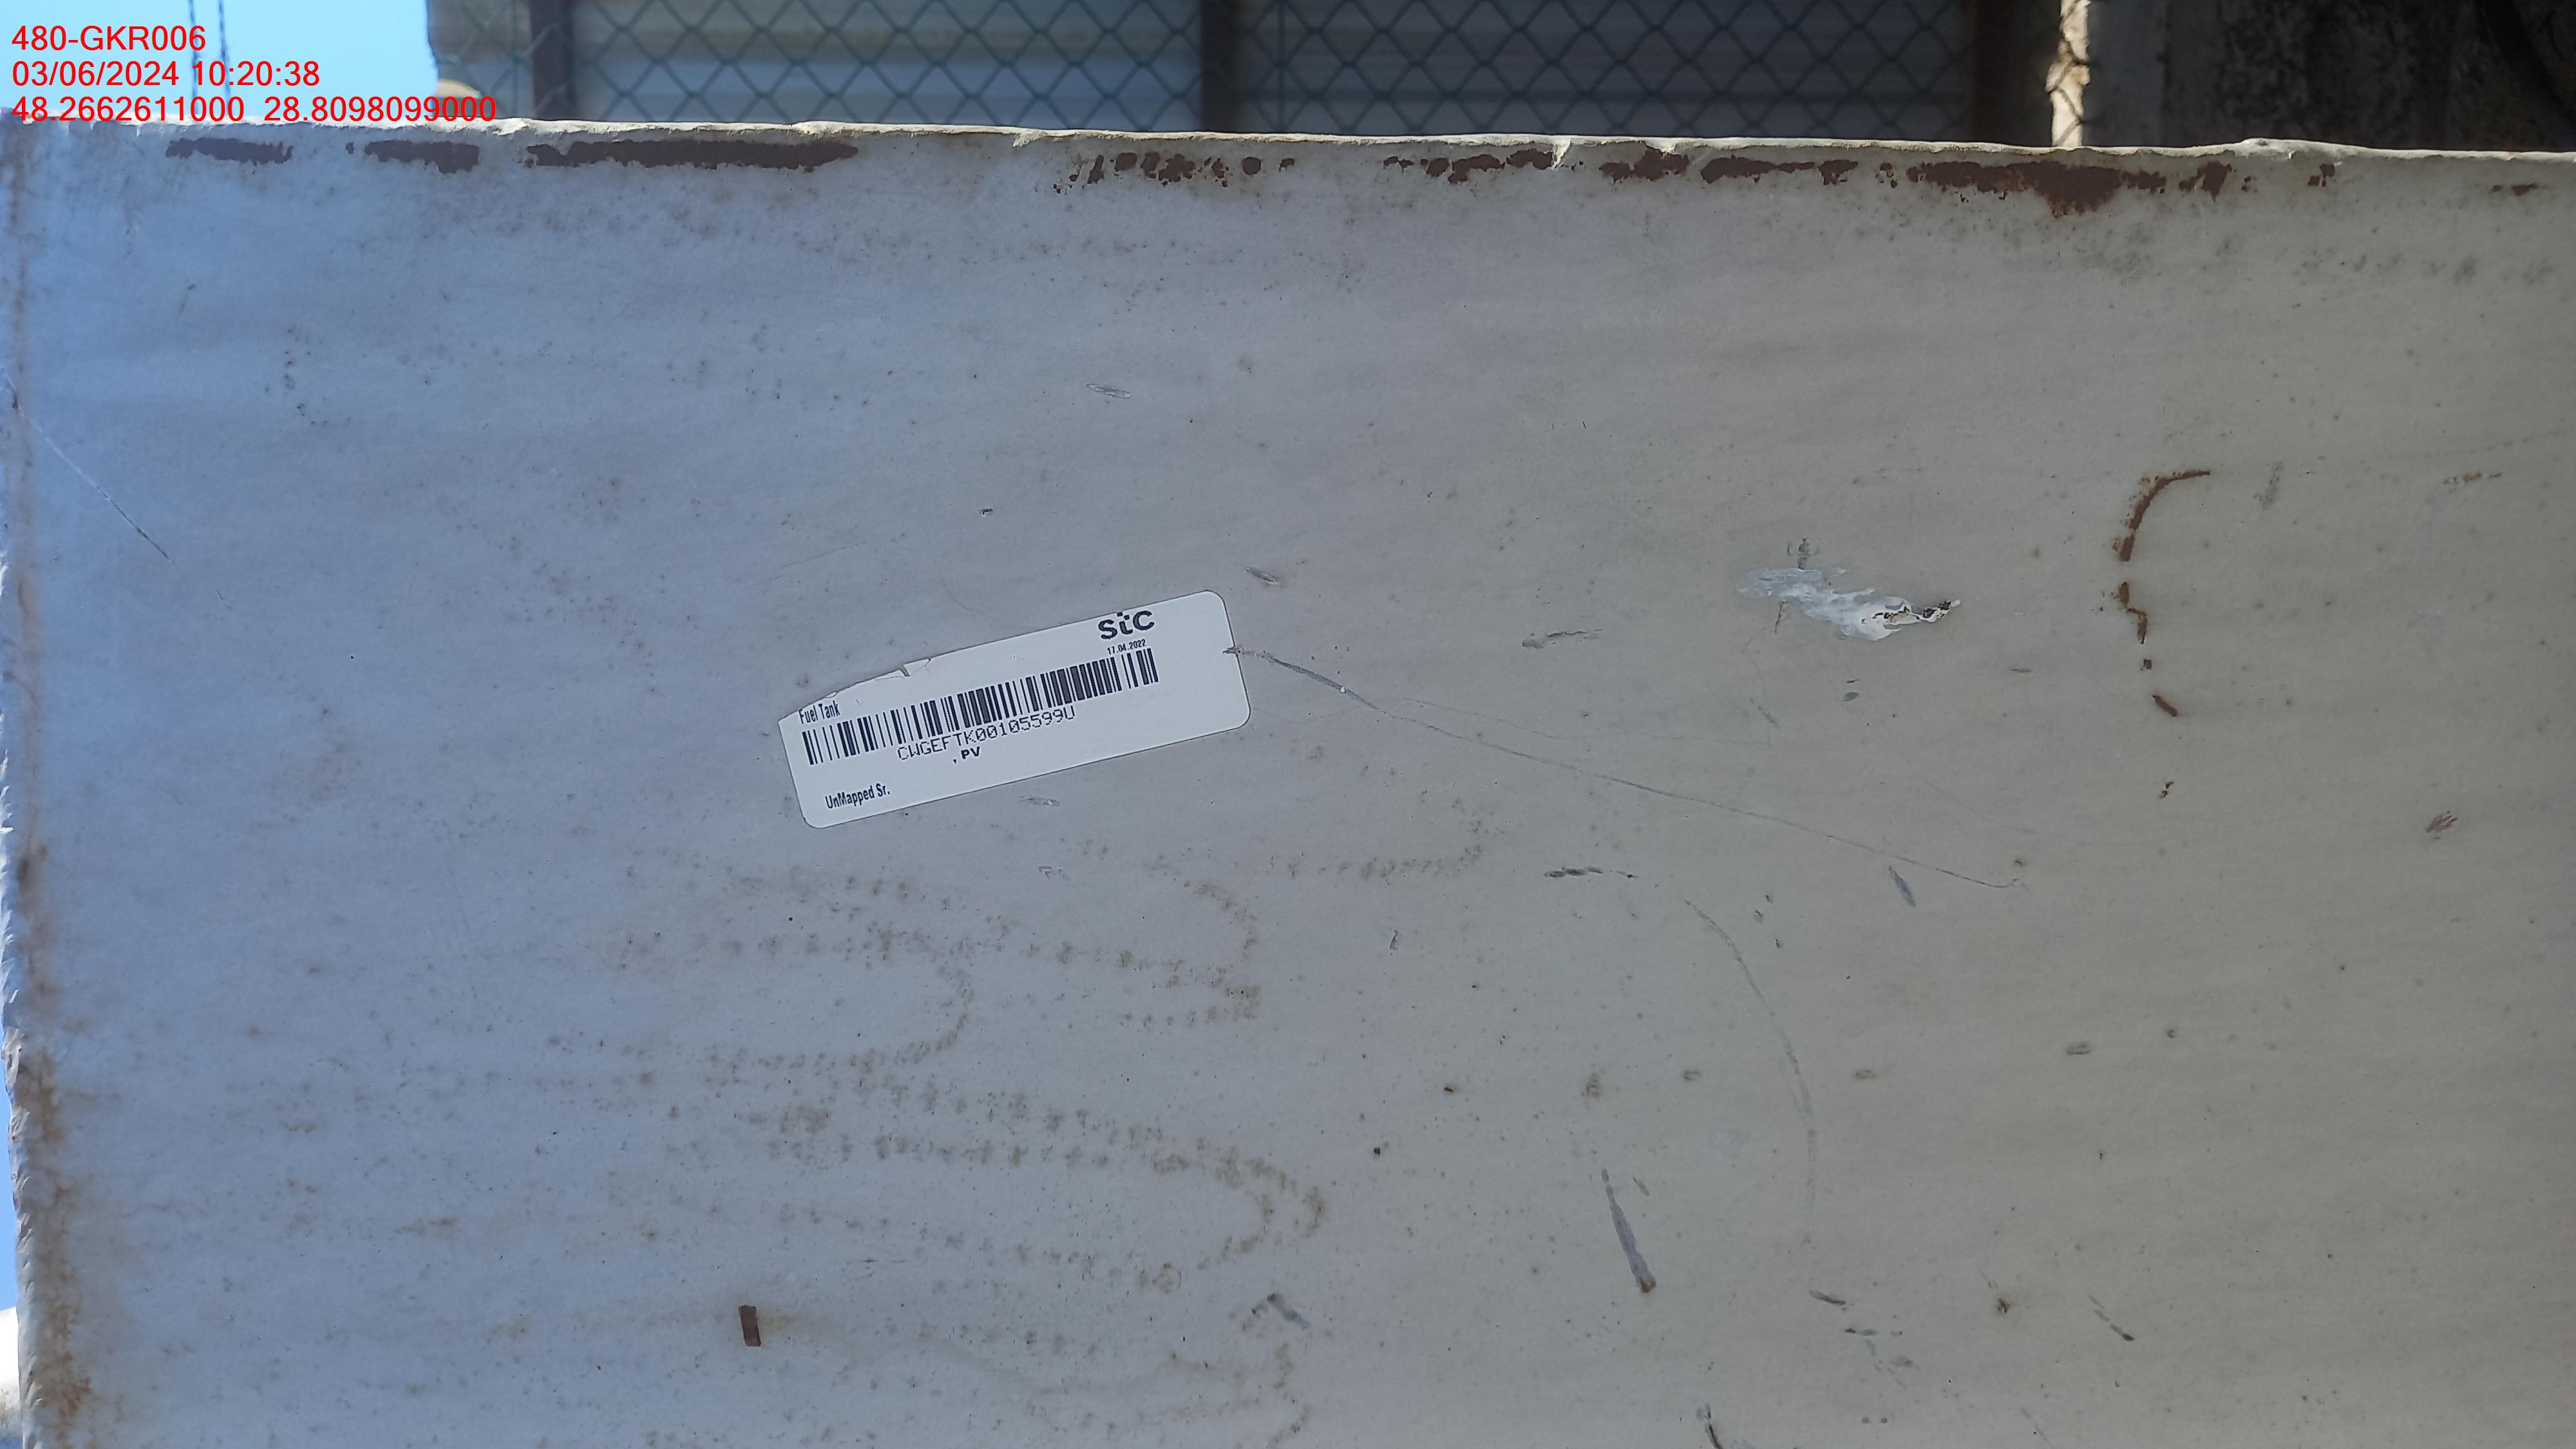 480-GKR006
03/06/2024 10:20:38
48.2662611000 28.8098099000
stc
17.04.2022
Fuel Tank
CWGEFTK00105599U
, PV
UnMapped Sr.